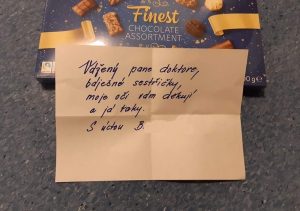 Finest
CHOCOLATE
ASSORTMENT
Vážený pane doktore,
báječné sestřičky,
moje oči vám děkují
a já taky.
S úctou B.